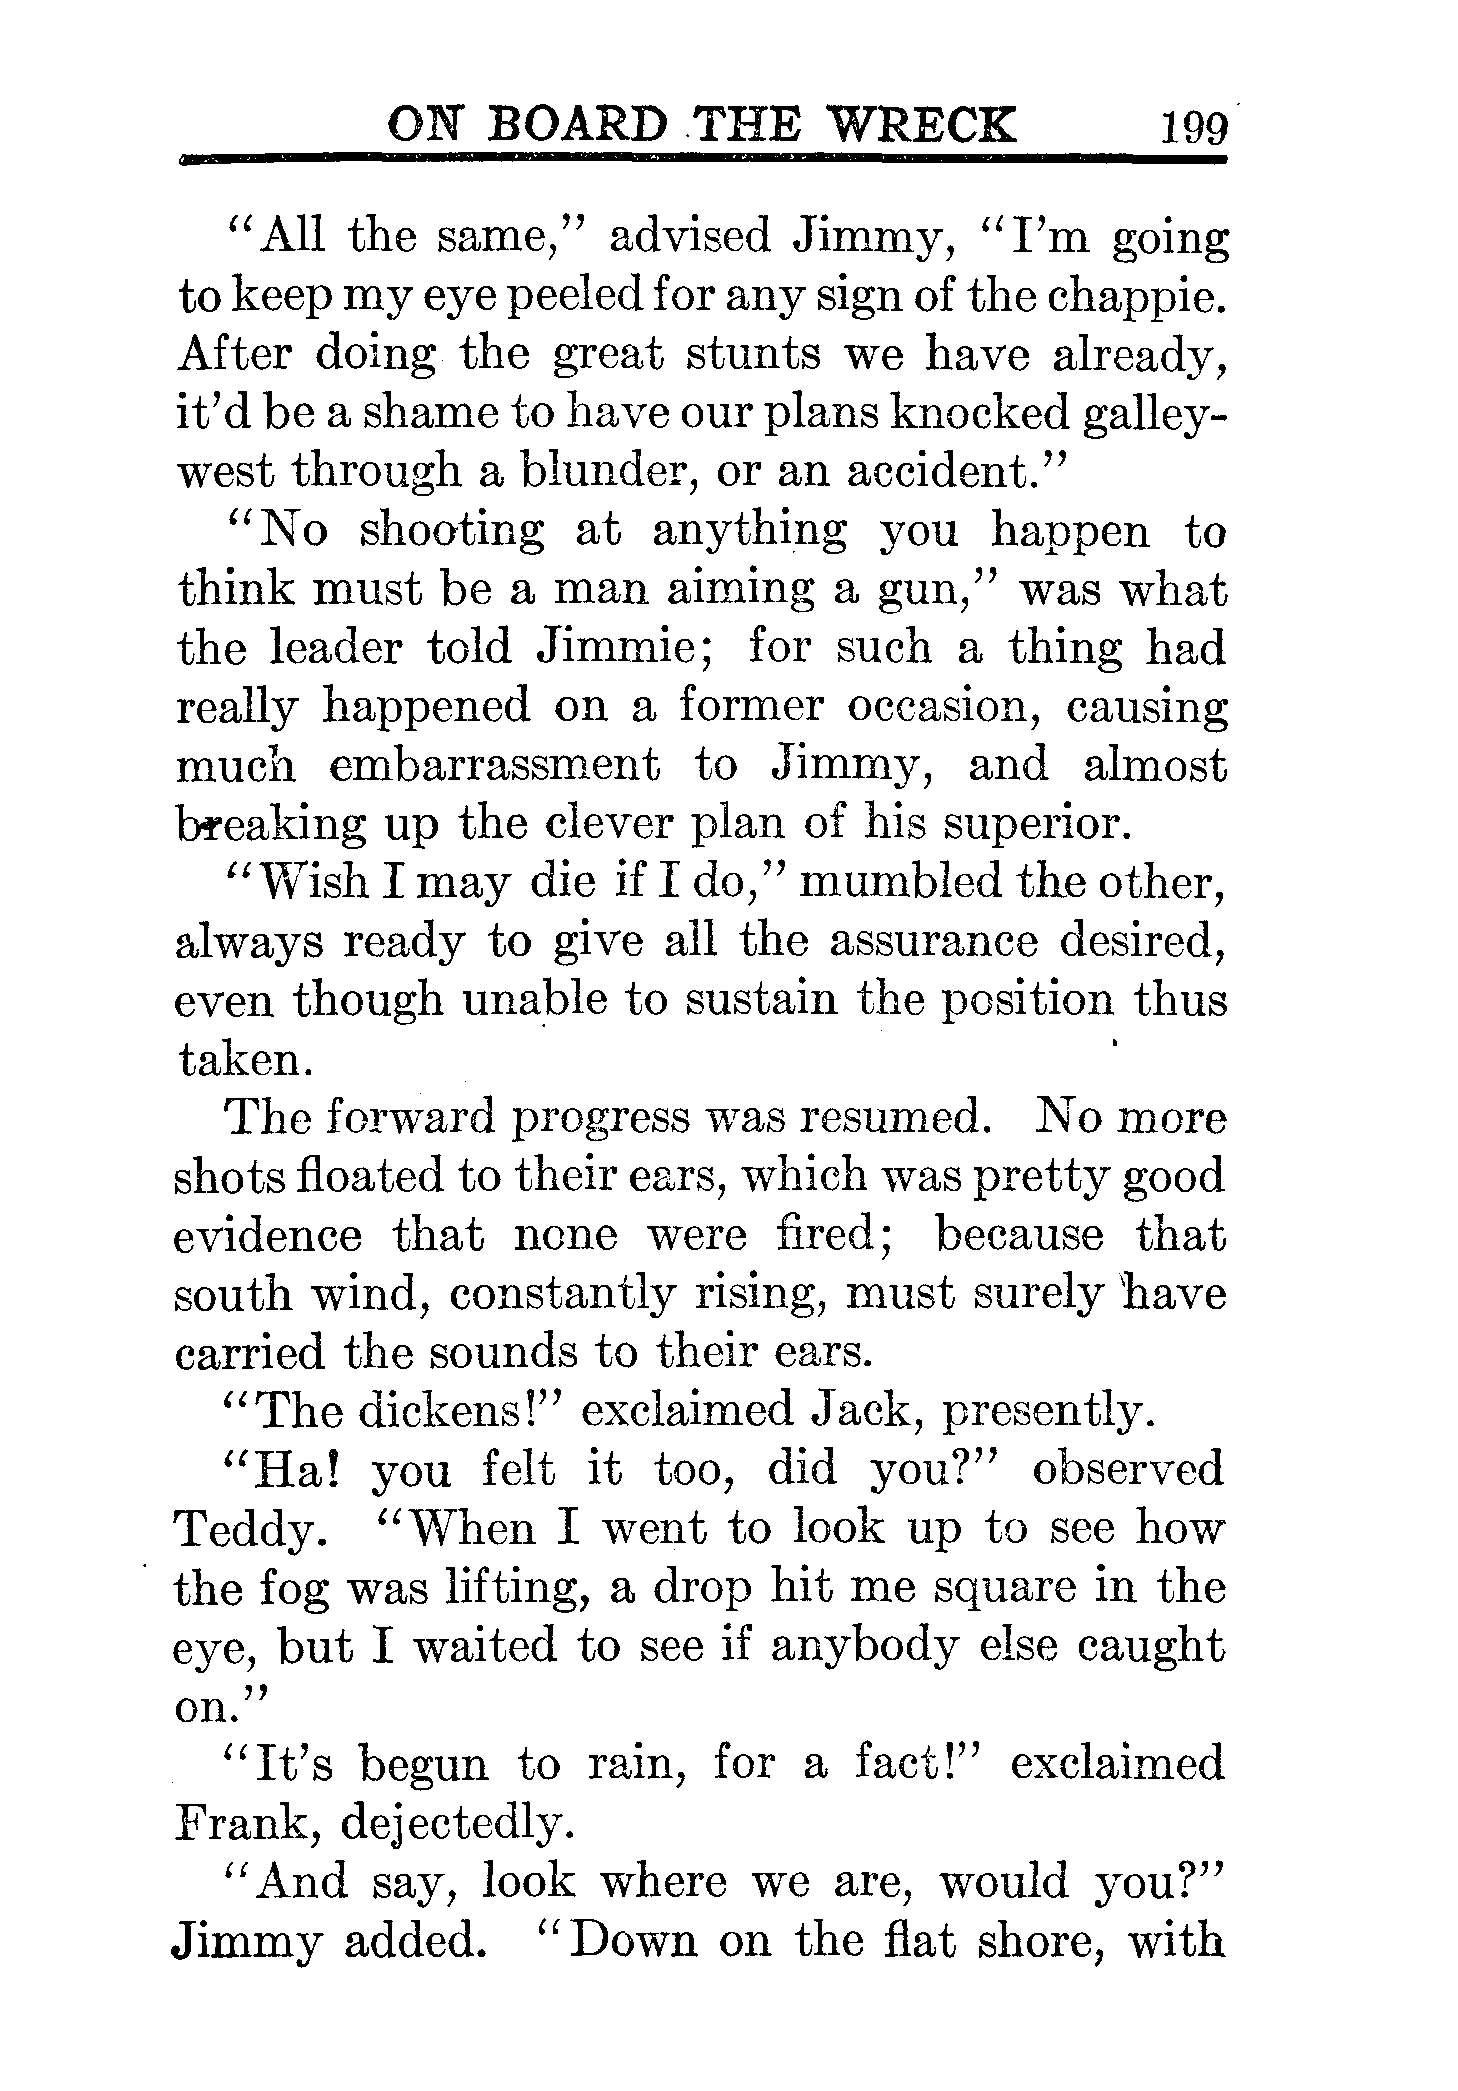 ON BOARD THE WRECK 199
"All the same," advised Jimmy, "I'm going
to keep my eye peeled for any sign of the chappie.
After doing the great stunts we have already,
it'd be a shame to have our plans knocked galley-
west through a blunder, or an accident."
"No shooting at anything you happen to
think must be a man aiming a gun," was what
the leader told Jimmie; for such a thing had
really happened on a former occasion, causing
much embarrassment to Jimmy, and almost
breaking up the clever plan of his superior.
"Wish I may die if I do," mumbled the other,
always ready to give all the assurance desired,
even though unable to sustain the position thus
taken.
The forward progress was resumed. No more
shots floated to their ears, which was pretty good
evidence that none were fired; because that
south wind, constantly rising, must surely have
carried the sounds to their ears.
"The dickens!" exclaimed Jack, presently.
"Ha! you felt it too, did you?" observed
Teddy. "When I went to look up to see how
the fog was lifting, a drop hit me square in the
eye, but I waited to see if anybody else caught
on."
"It's begun to rain, for a fact!" exclaimed
Frank, dejectedly.
"And say, look where we are, would you?"
Jimmy added. "Down on the flat shore, with